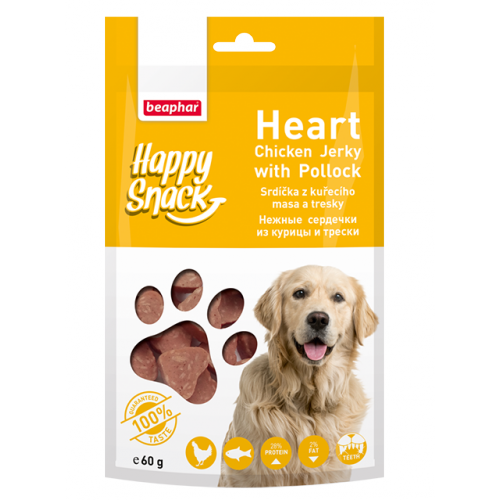 beaphar
Happy
Snack
Heart
Chicken Jerky
with Pollock
Srdíčka z kuřecího
masa a tresky
Нежные сердечки
из курицы и трески
GUARANTEED
100%
TASTE
28%
PROTEIN
2%
FAT
TEETH
e 60 g